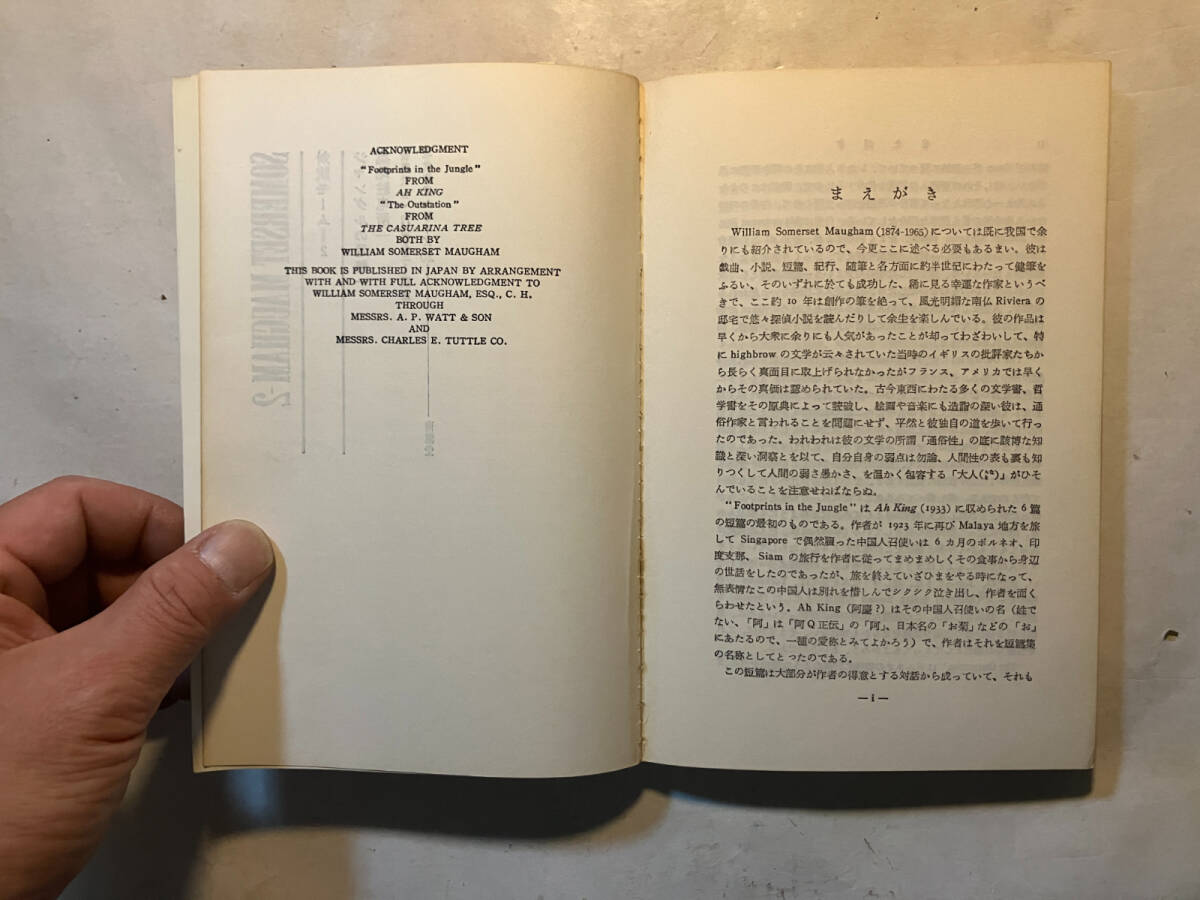 ACKNOWLEDGMENT
"Footprints in the Jungle"
FROM
AH KING
"The Outstation"
FROM
THE CASUARINA TREE
BOTH BY
WILLIAM SOMERSET MAUGHAM
THIS BOOK IS PUBLISHED IN JAPAN BY ARRANGEMENT
WITH AND WITH FULL ACKNOWLEDGMENT TO
WILLIAM SOMERSET MAUGHAM, ESQ., C. H.
THROUGH
MESSRS. A. P. WATT & SON
AND
MESSRS. CHARLES E. TUTTLE CO.
まえがき
William Somerset Maugham (1874-1965) については既に我国で余
りにも紹介されているので、今更ここに述べる必要もあるまい。彼は
戯曲、小説、短篇、紀行、随筆と各方面に約半世紀にわたって健筆を
ふるい、そのいずれに於ても成功した、稀に見る幸運な作家というべ
きで、ここ約 10 年は創作の筆を絶って、風光明媚な南仏 Riviera の
邸宅で悠々探偵小説を読んだりして余生を楽しんでいる。彼の作品は
早くから大衆に余りにも人気があったことが却ってわざわいして、特
に highbrow の文学が云々されていた当時のイギリスの批評家たちか
ら長らく真面目に取上げられなかったがフランス、アメリカでは早く
からその真価は認められていた。古今東西にわたる多くの文学書、哲
学書をその原典によって読破し、絵画や音楽にも造詣の深い彼は、通
俗作家と言われることを問題にせず、平然と彼独自の道を歩いて行っ
たのであった。われわれは彼の文学の所謂「通俗性」の底に該博な知
識と深い洞察とを以て、自分自身の弱点は勿論、人間性の表も裏も知
りつくして人間の弱さ愚かさ、を温かく包容する「大人」がひそ
んでいることを注意せねばならぬ。
"Footprints in the Jungle" は Ah King (1933) に収められた 6 篇
の短篇の最初のものである。作者が 1923 年に再び Malaya 地方を旅
して Singapore で偶然雇った中国人召使いは 6 カ月のボルネオ、印
度支那、Siam の旅行を作者に従ってまめまめしくその食事から身辺
の世話をしたのであったが、旅を終えていざひまをやる時になって、
無表情なこの中国人は別れを惜しんでシクシク泣き出し、作者を面く
らわせたという。Ah King (阿慶?) はその中国人召使いの名 (姓で
ない、「阿」は「阿Q正伝」の「阿」、日本名の「お菊」などの「お」
にあたるので、一種の愛称とみてよかろう) で、作者はそれを短篇集
の名称としてとったのである。
この短篇は大部分が作者の得意とする対話から成っていて、それも
— i —